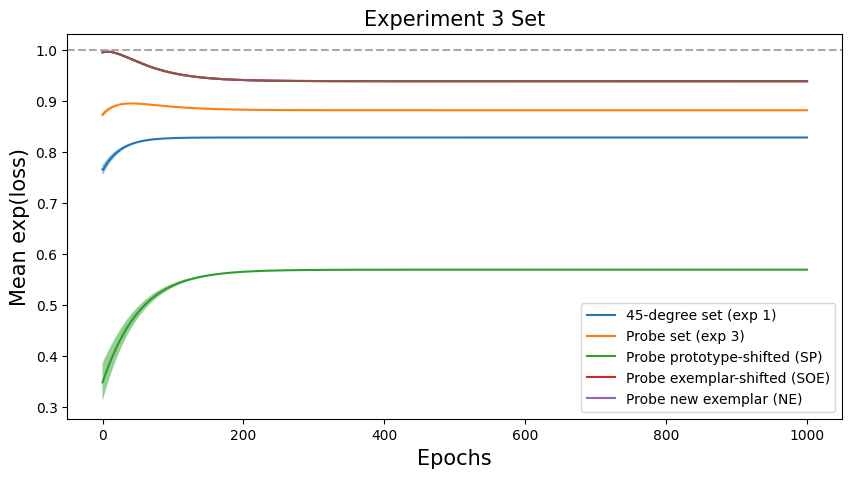 Experiment 3 Set
Mean exp(loss)
1.0
0.9
0.8
0.7
0.6
0.5
0.4
0.3
45-degree set (exp 1)
Probe set (exp 3)
Probe prototype-shifted (SP)
Probe exemplar-shifted (SOE)
Probe new exemplar (NE)
0 200 400 600 800 1000
Epochs